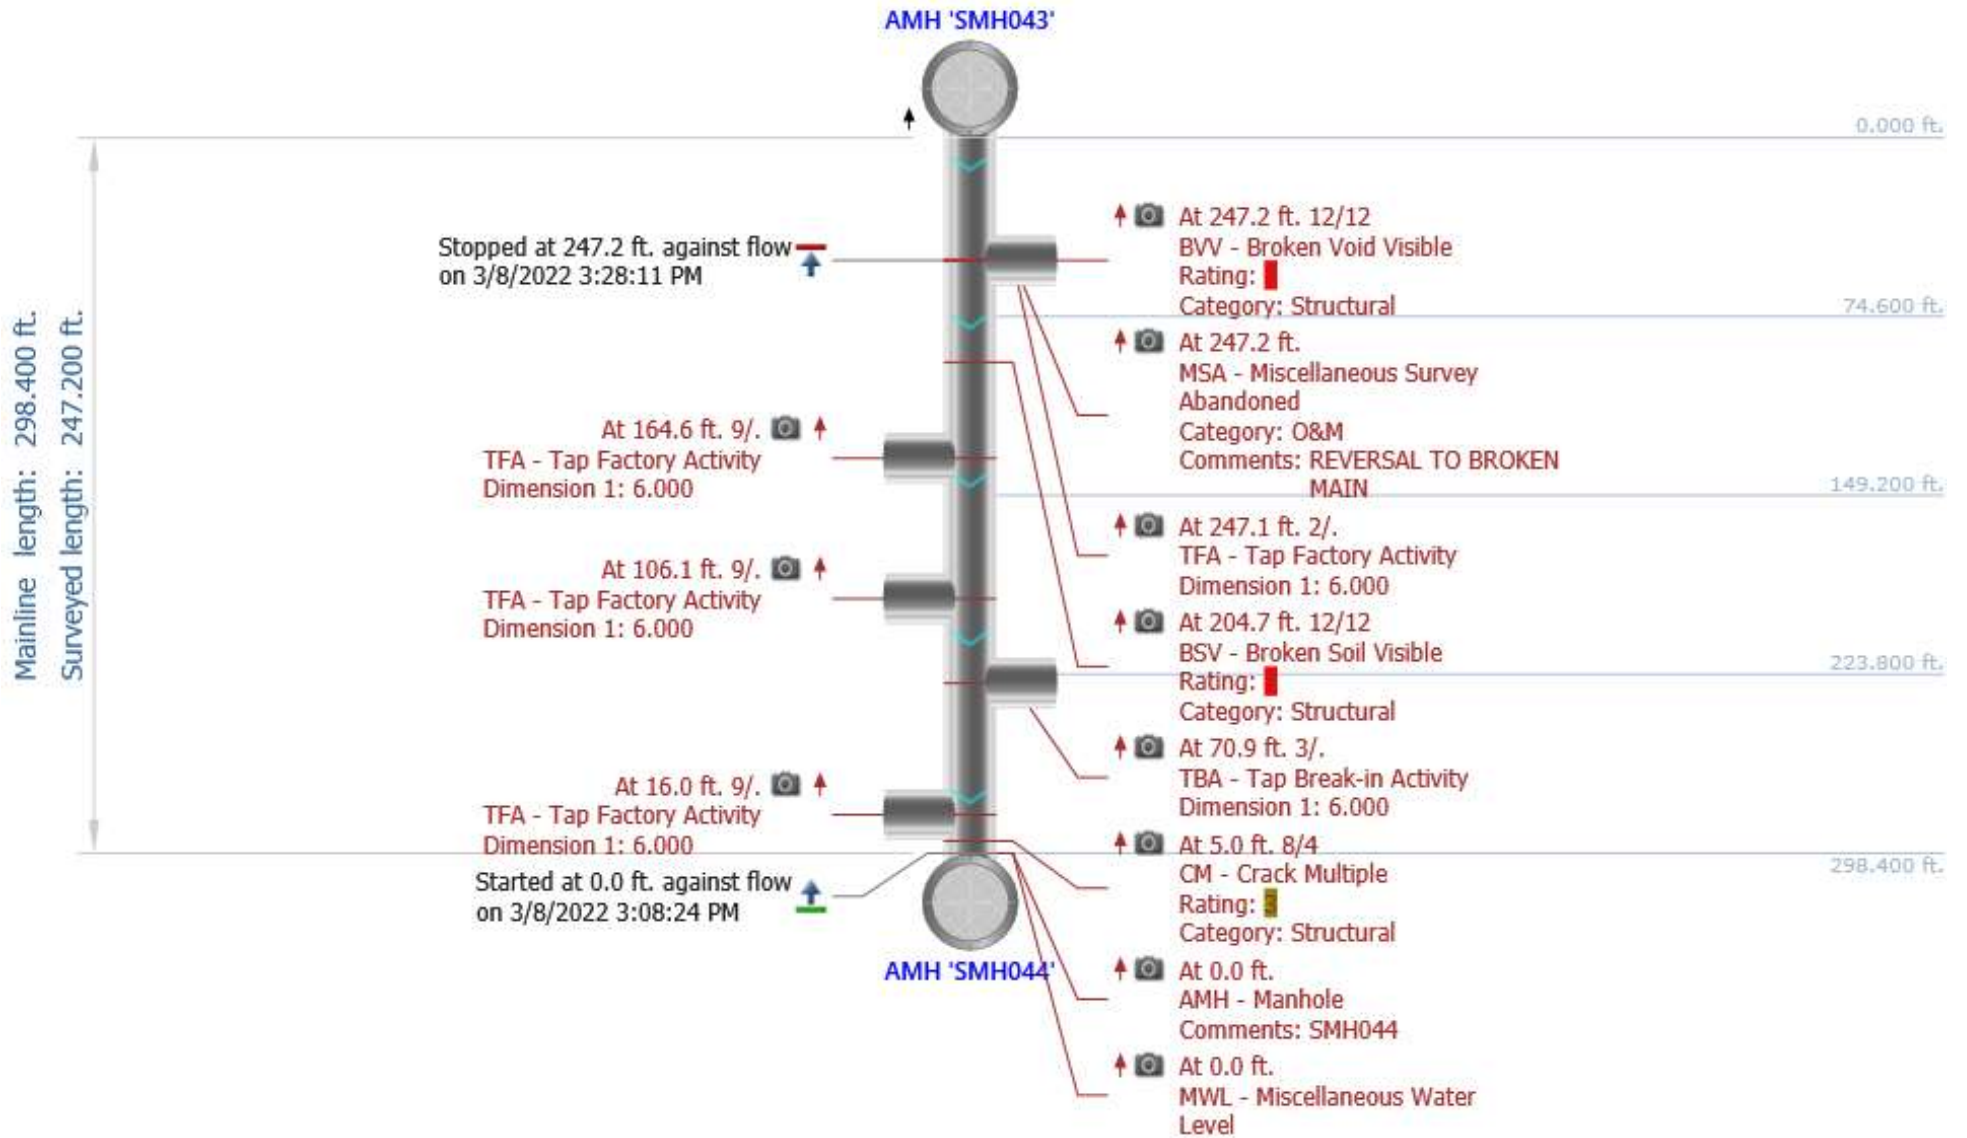 AMH 'SMH043'
0.000 ft.
Mainline length: 298.400 ft.
Surveyed length: 247.200 ft.
Stopped at 247.2 ft. against flow
on 3/8/2022 3:28:11 PM
At 247.2 ft. 12/12
BVV - Broken Void Visible
Rating:
Category: Structural
74.600 ft.
At 247.2 ft.
MSA - Miscellaneous Survey
Abandoned
Category: O&M
Comments: REVERSAL TO BROKEN
MAIN
At 164.6 ft. 9/.
TFA - Tap Factory Activity
Dimension 1: 6.000
149.200 ft.
At 247.1 ft. 2/.
TFA - Tap Factory Activity
Dimension 1: 6.000
At 106.1 ft. 9/.
TFA - Tap Factory Activity
Dimension 1: 6.000
At 204.7 ft. 12/12
BSV - Broken Soil Visible
Rating:
Category: Structural
223.800 ft.
At 70.9 ft. 3/.
TBA - Tap Break-in Activity
Dimension 1: 6.000
At 16.0 ft. 9/.
TFA - Tap Factory Activity
Dimension 1: 6.000
At 5.0 ft. 8/4
CM - Crack Multiple
Rating: 3
Category: Structural
298.400 ft.
Started at 0.0 ft. against flow
on 3/8/2022 3:08:24 PM
AMH 'SMH044'
At 0.0 ft.
AMH - Manhole
Comments: SMH044
At 0.0 ft.
MWL - Miscellaneous Water
Level